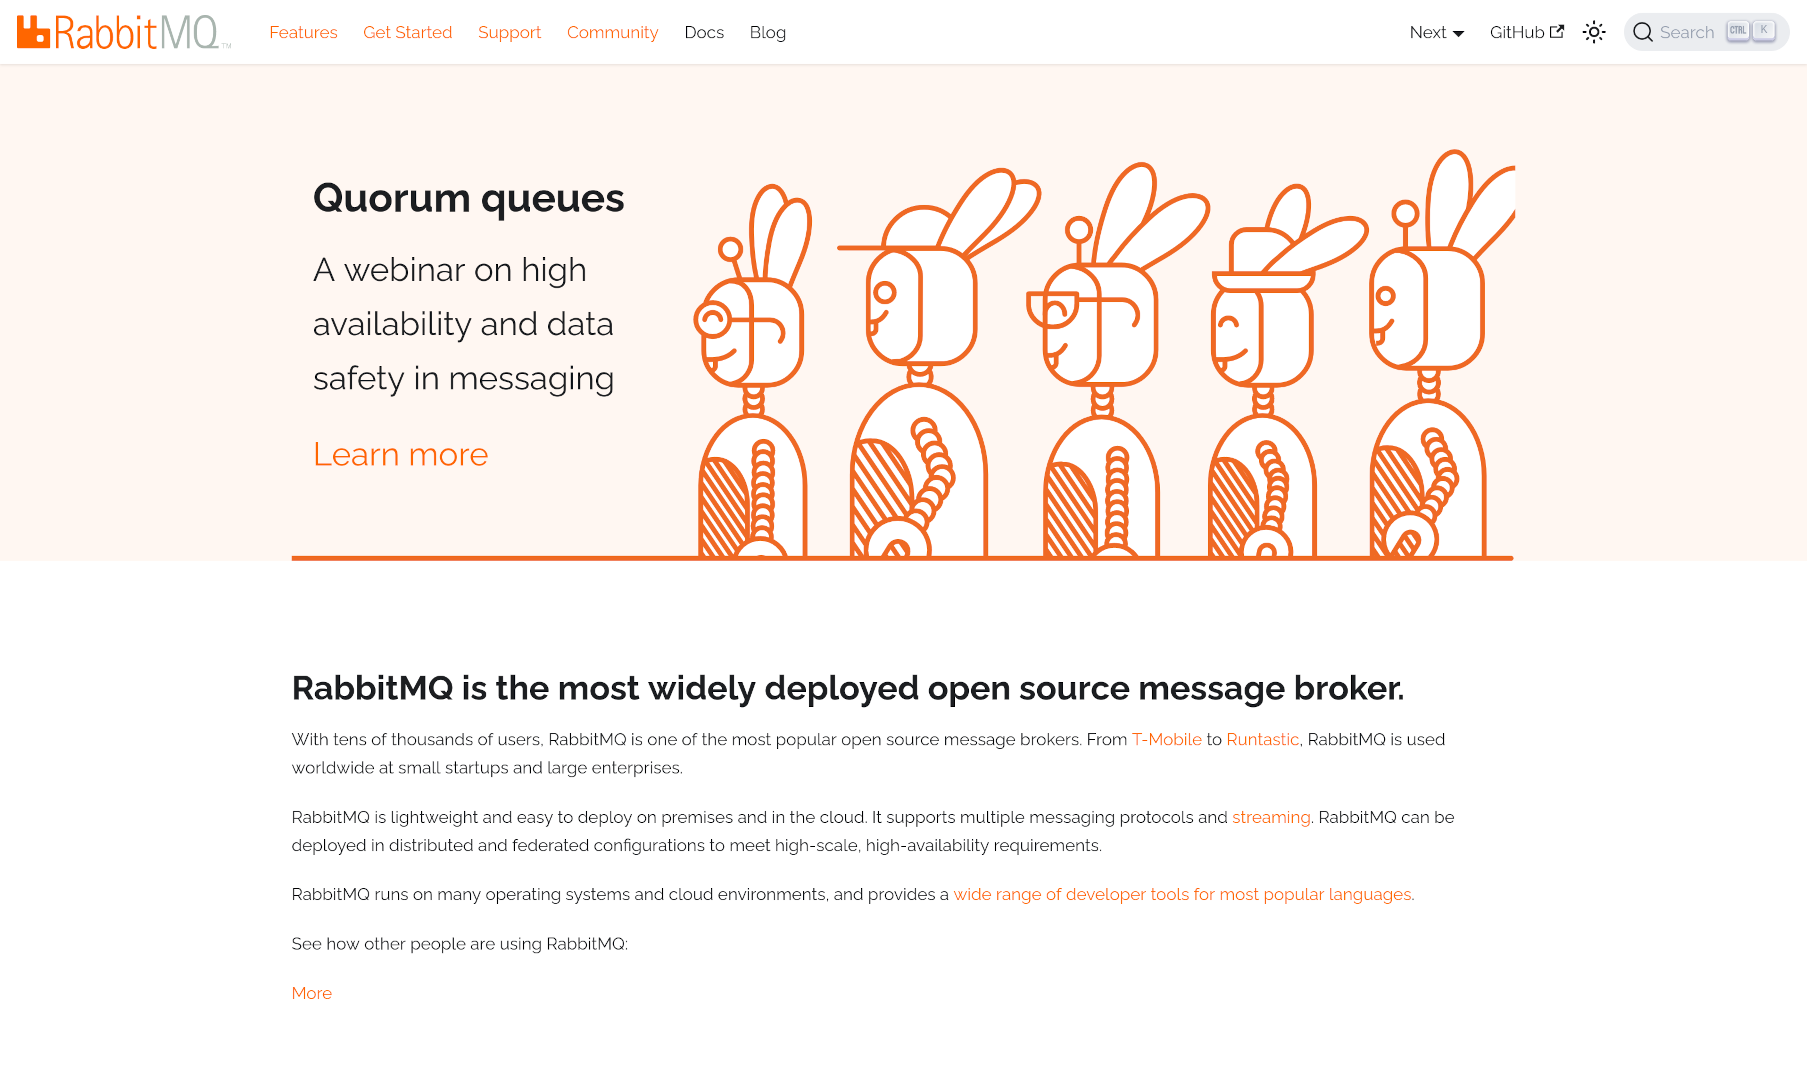 RabbitMQ™
Features Get Started Support Community Docs Blog
Next GitHub Search CTRL K
Quorum queues
A webinar on high
availability and data
safety in messaging
Learn more
RabbitMQ is the most widely deployed open source message broker.
With tens of thousands of users, RabbitMQ is one of the most popular open source message brokers. From T-Mobile to Runtastic, RabbitMQ is used
worldwide at small startups and large enterprises.
RabbitMQ is lightweight and easy to deploy on premises and in the cloud. It supports multiple messaging protocols and streaming. RabbitMQ can be
deployed in distributed and federated configurations to meet high-scale, high-availability requirements.
RabbitMQ runs on many operating systems and cloud environments, and provides a wide range of developer tools for most popular languages.
See how other people are using RabbitMQ:
More